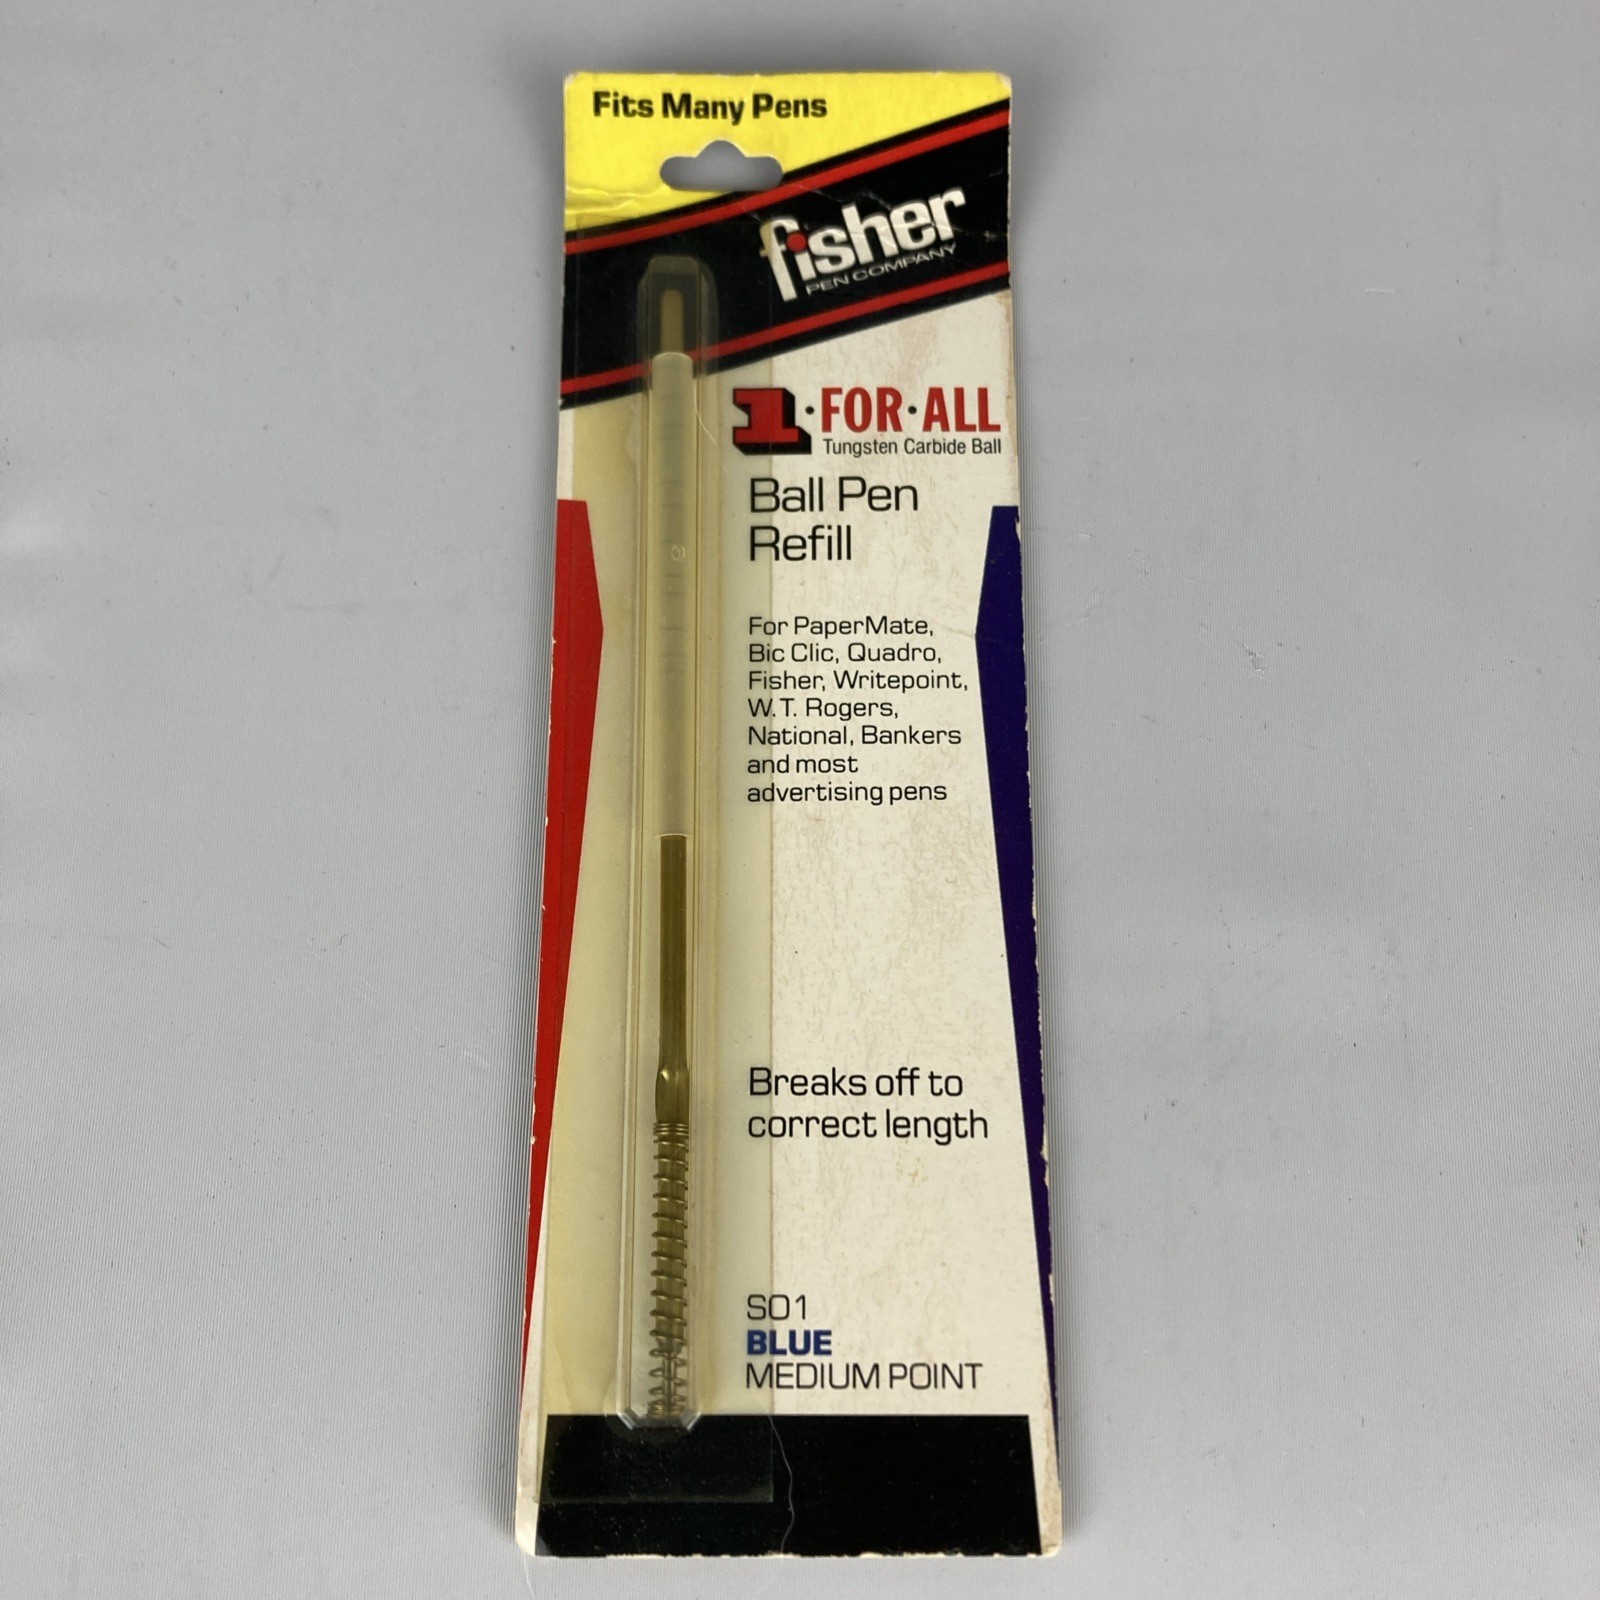 Fits Many Pens
fisher
PEN COMPANY
1·FOR·ALL
Tungsten Carbide Ball
Ball Pen
Refill
For PaperMate,
Bic Clic, Quadro,
Fisher, Writepoint,
W.T. Rogers,
National, Bankers
and most
advertising pens
Breaks off to
correct length
S01
BLUE
MEDIUM POINT